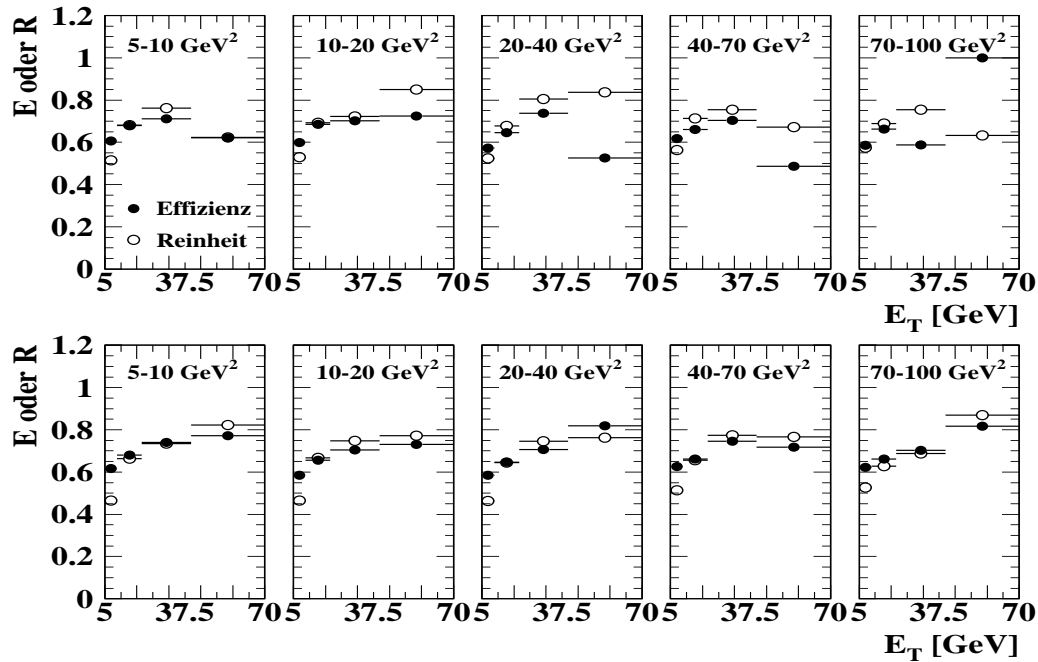 E oder R
1.2
1
0.8
0.6
0.4
0.2
0
5-10 GeV²
10-20 GeV²
20-40 GeV²
40-70 GeV²
70-100 GeV²
Effizienz
Reinheit
5 37.5 70
5 37.5 70
5 37.5 70
5 37.5 70
5 37.5 70
E_T [GeV]
E oder R
1.2
1
0.8
0.6
0.4
0.2
0
5-10 GeV²
10-20 GeV²
20-40 GeV²
40-70 GeV²
70-100 GeV²
5 37.5 70
5 37.5 70
5 37.5 70
5 37.5 70
5 37.5 70
E_T [GeV]